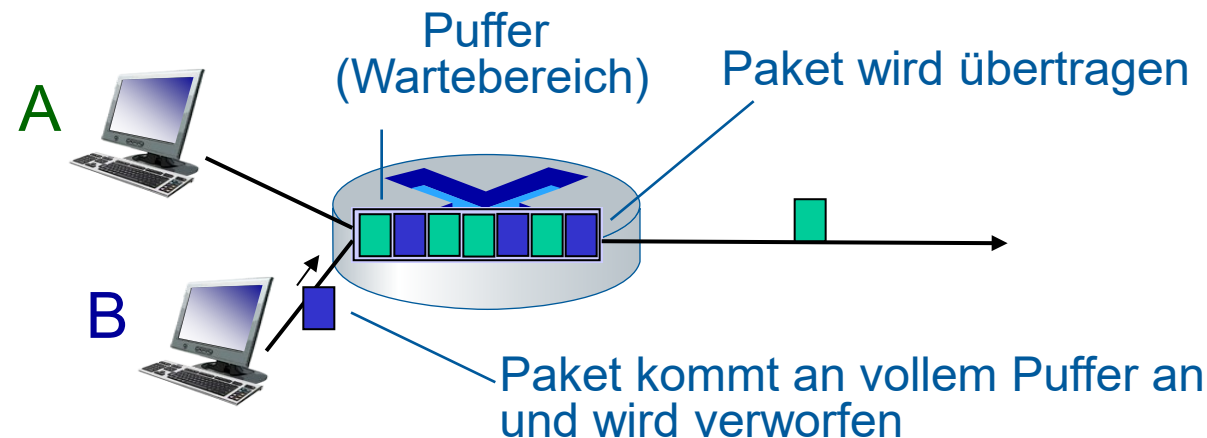 Puffer
(Wartebereich)
Paket wird übertragen
A
B
Paket kommt an vollem Puffer an
und wird verworfen